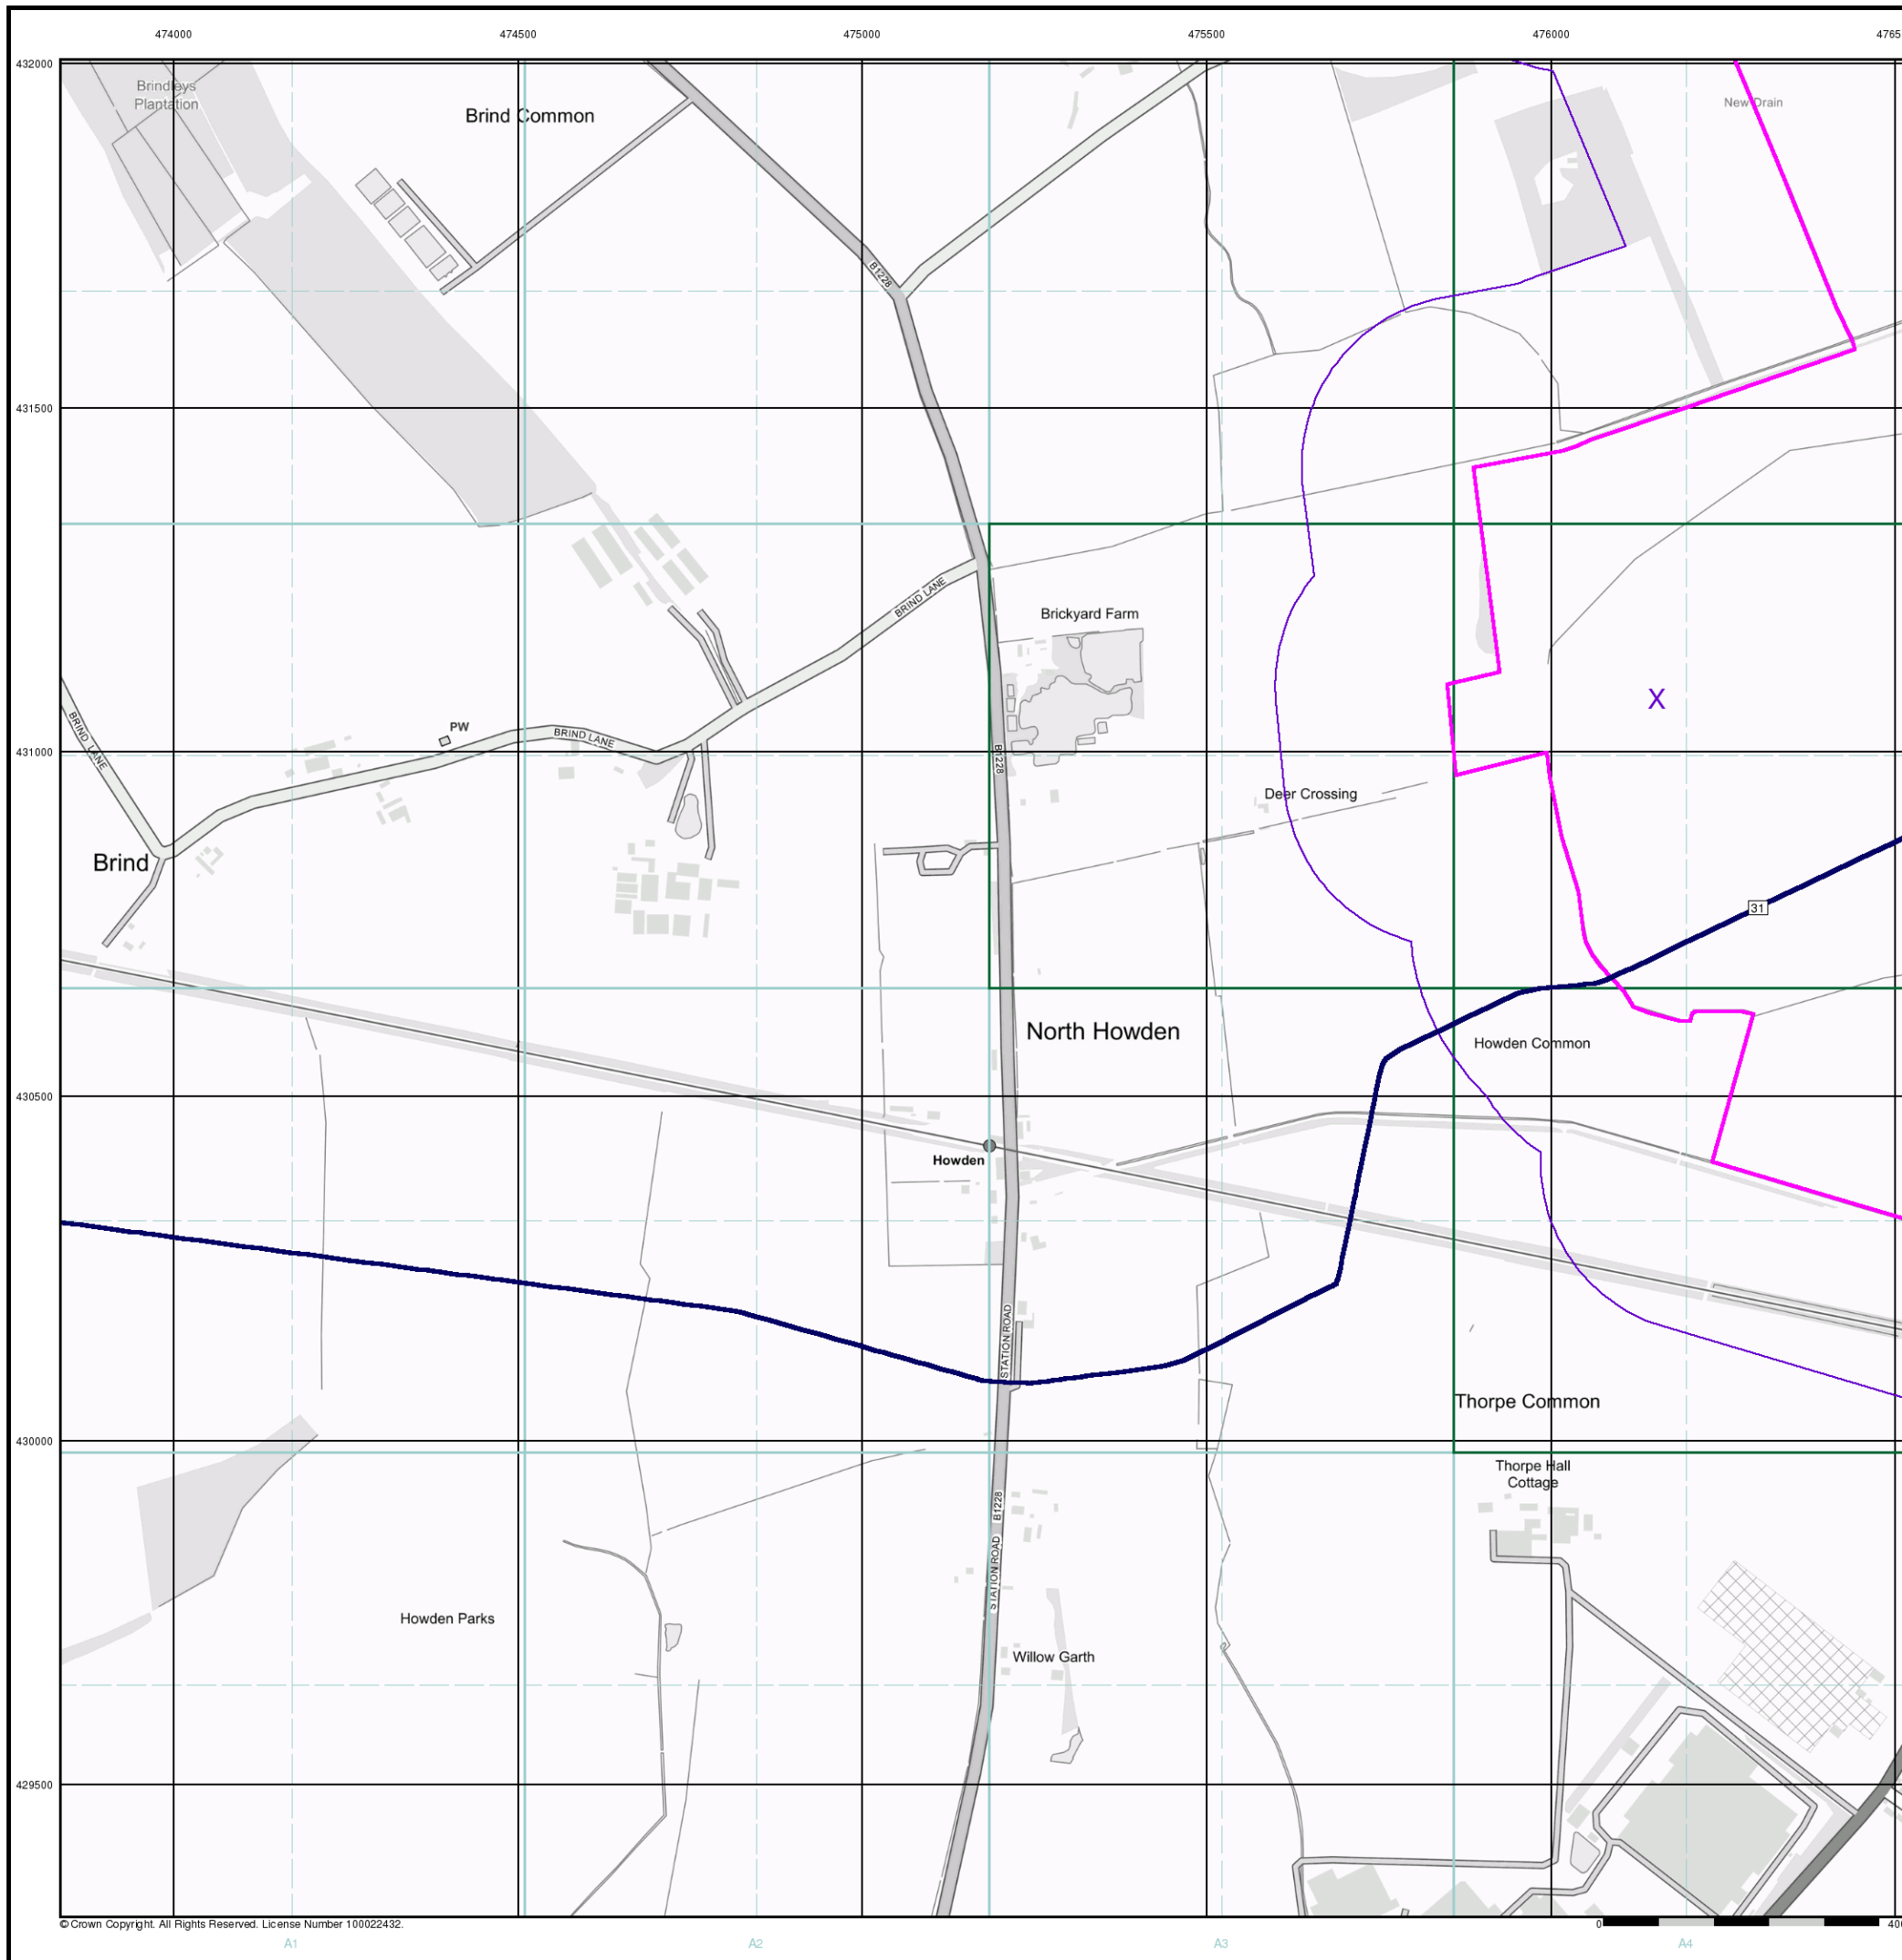 474000
474500
475000
475500
476000
4765
432000
Brindleys
Plantation
Brind Common
New Drain
B1228
431500
BRIND LANE
Brickyard Farm
X
BRIND LANE
PW
BRIND LANE
431000
B1228
Deer Crossing
Brind
31
North Howden
Howden Common
430500
Howden
STATION ROAD
Thorpe Common
430000
Thorpe Hall
Cottage
B1228
STATION ROAD
Howden Parks
Willow Garth
429500
© Crown Copyright. All Rights Reserved. License Number 100022432.
0
400
A1
A2
A3
A4